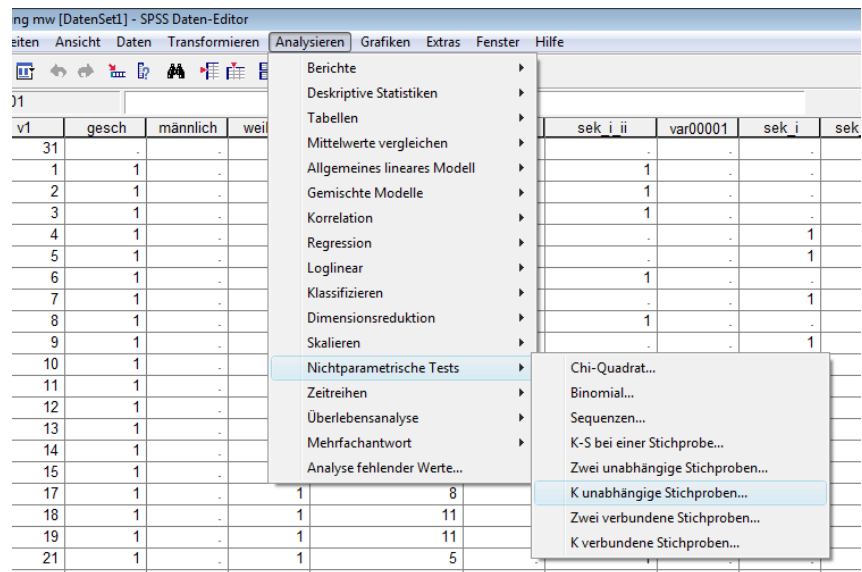 ng mw [DatenSet1] - SPSS Daten-Editor
eiten Ansicht Daten Transformieren Analysieren Grafiken Extras Fenster Hilfe
Berichte
01
Deskriptive Statistiken
Tabellen
v1 gesch männlich weil sek_i_ii var00001 sek_i sek_
Mittelwerte vergleichen
31 . . . . .
Allgemeines lineares Modell
1 1 . 1 . .
Gemischte Modelle
2 1 . 1 . .
Korrelation
3 1 . 1 . .
Regression
4 1 . . . 1
5 1 . . . 1
Loglinear
6 1 . 1 . .
Klassifizieren
7 1 . . . 1
Dimensionsreduktion
8 1 . 1 . .
Skalieren
9 1 . . . 1
Nichtparametrische Tests Chi-Quadrat...
10 1 .
Zeitreihen Binomial...
11 1 .
Überlebensanalyse Sequenzen...
12 1 .
Mehrfachantwort K-S bei einer Stichprobe...
13 1 .
14 1 .
Analyse fehlender Werte... Zwei unabhängige Stichproben...
15 1 .
17 1 . 1 8 K unabhängige Stichproben...
18 1 . 1 11 Zwei verbundene Stichproben...
19 1 . 1 11 K verbundene Stichproben...
21 1 . 1 5 . 1 . .